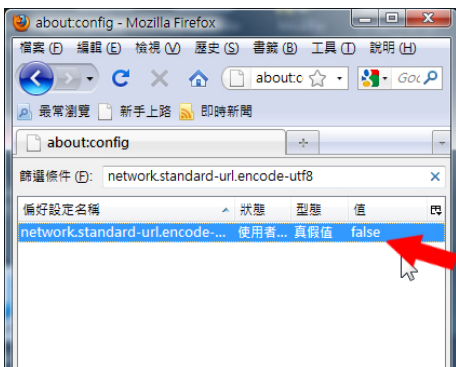 about:config - Mozilla Firefox
檔案 (F) 編輯 (E) 檢視 (V) 歷史 (S) 書籤 (B) 工具 (T) 說明 (H)
about:c Goo
最常瀏覽 新手上路 即時新聞
about:config
篩選條件 (F): network.standard-url.encode-utf8
偏好設定名稱 狀態 型態 值
network.standard-url.encode-... 使用者... 真假值 false